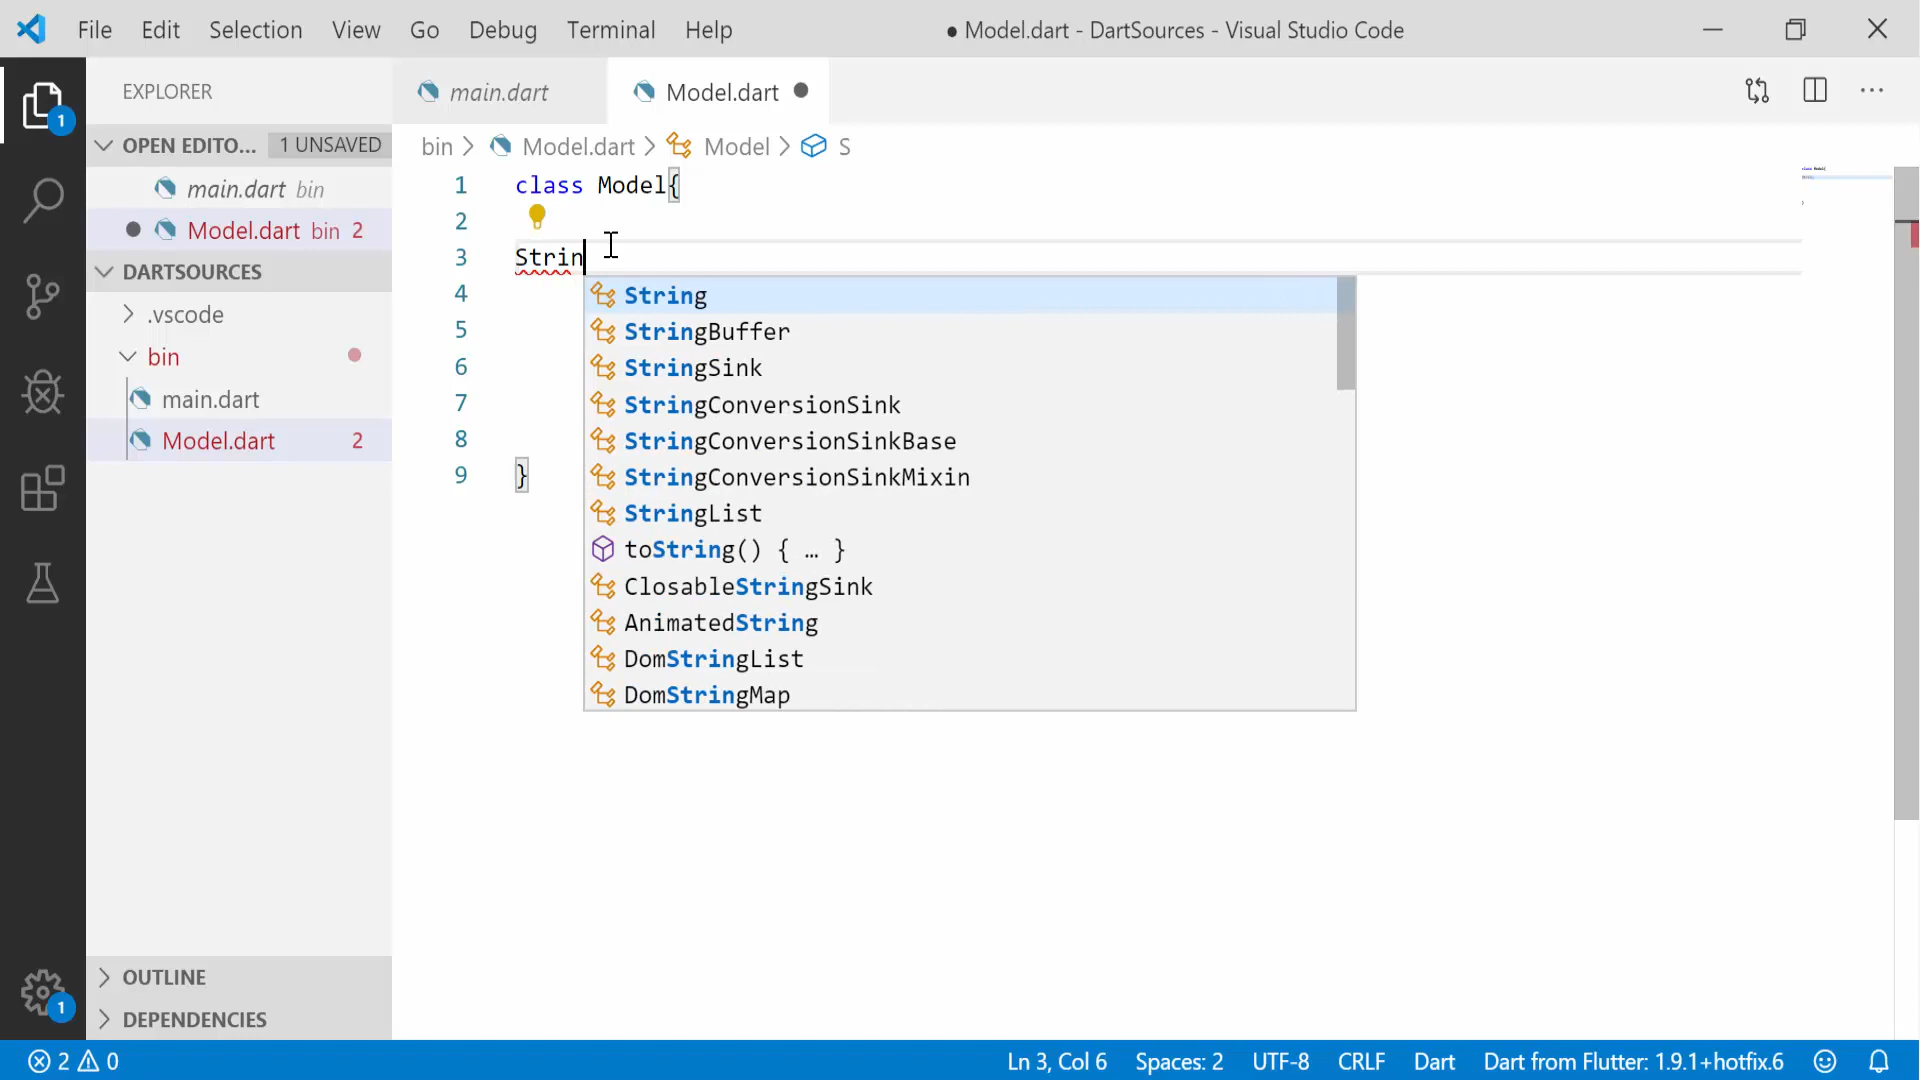 File Edit Selection View Go Debug Terminal Help ● Model.dart - DartSources - Visual Studio Code
EXPLORER
main.dart Model.dart
1
OPEN EDITO... 1 UNSAVED
bin > Model.dart > Model > S
main.dart bin
Model.dart bin 2
DARTSOURCES
.vscode
bin
main.dart
Model.dart 2
OUTLINE
DEPENDENCIES
1
1 class Model{
2
3 Strin
4
5
6
7
8
9 }
String
StringBuffer
StringSink
StringConversionSink
StringConversionSinkBase
StringConversionSinkMixin
StringList
toString() { … }
ClosableStringSink
AnimatedString
DomStringList
DomStringMap
2 0 Ln 3, Col 6 Spaces: 2 UTF-8 CRLF Dart Dart from Flutter: 1.9.1+hotfix.6